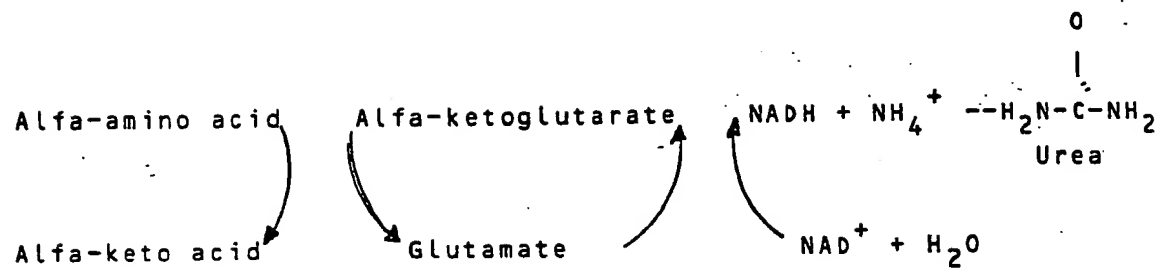 O
Alfa-amino acid Alfa-ketoglutarate NADH + NH4+ --H2N-C-NH2
Urea
Alfa-keto acid Glutamate NAD+ + H2O